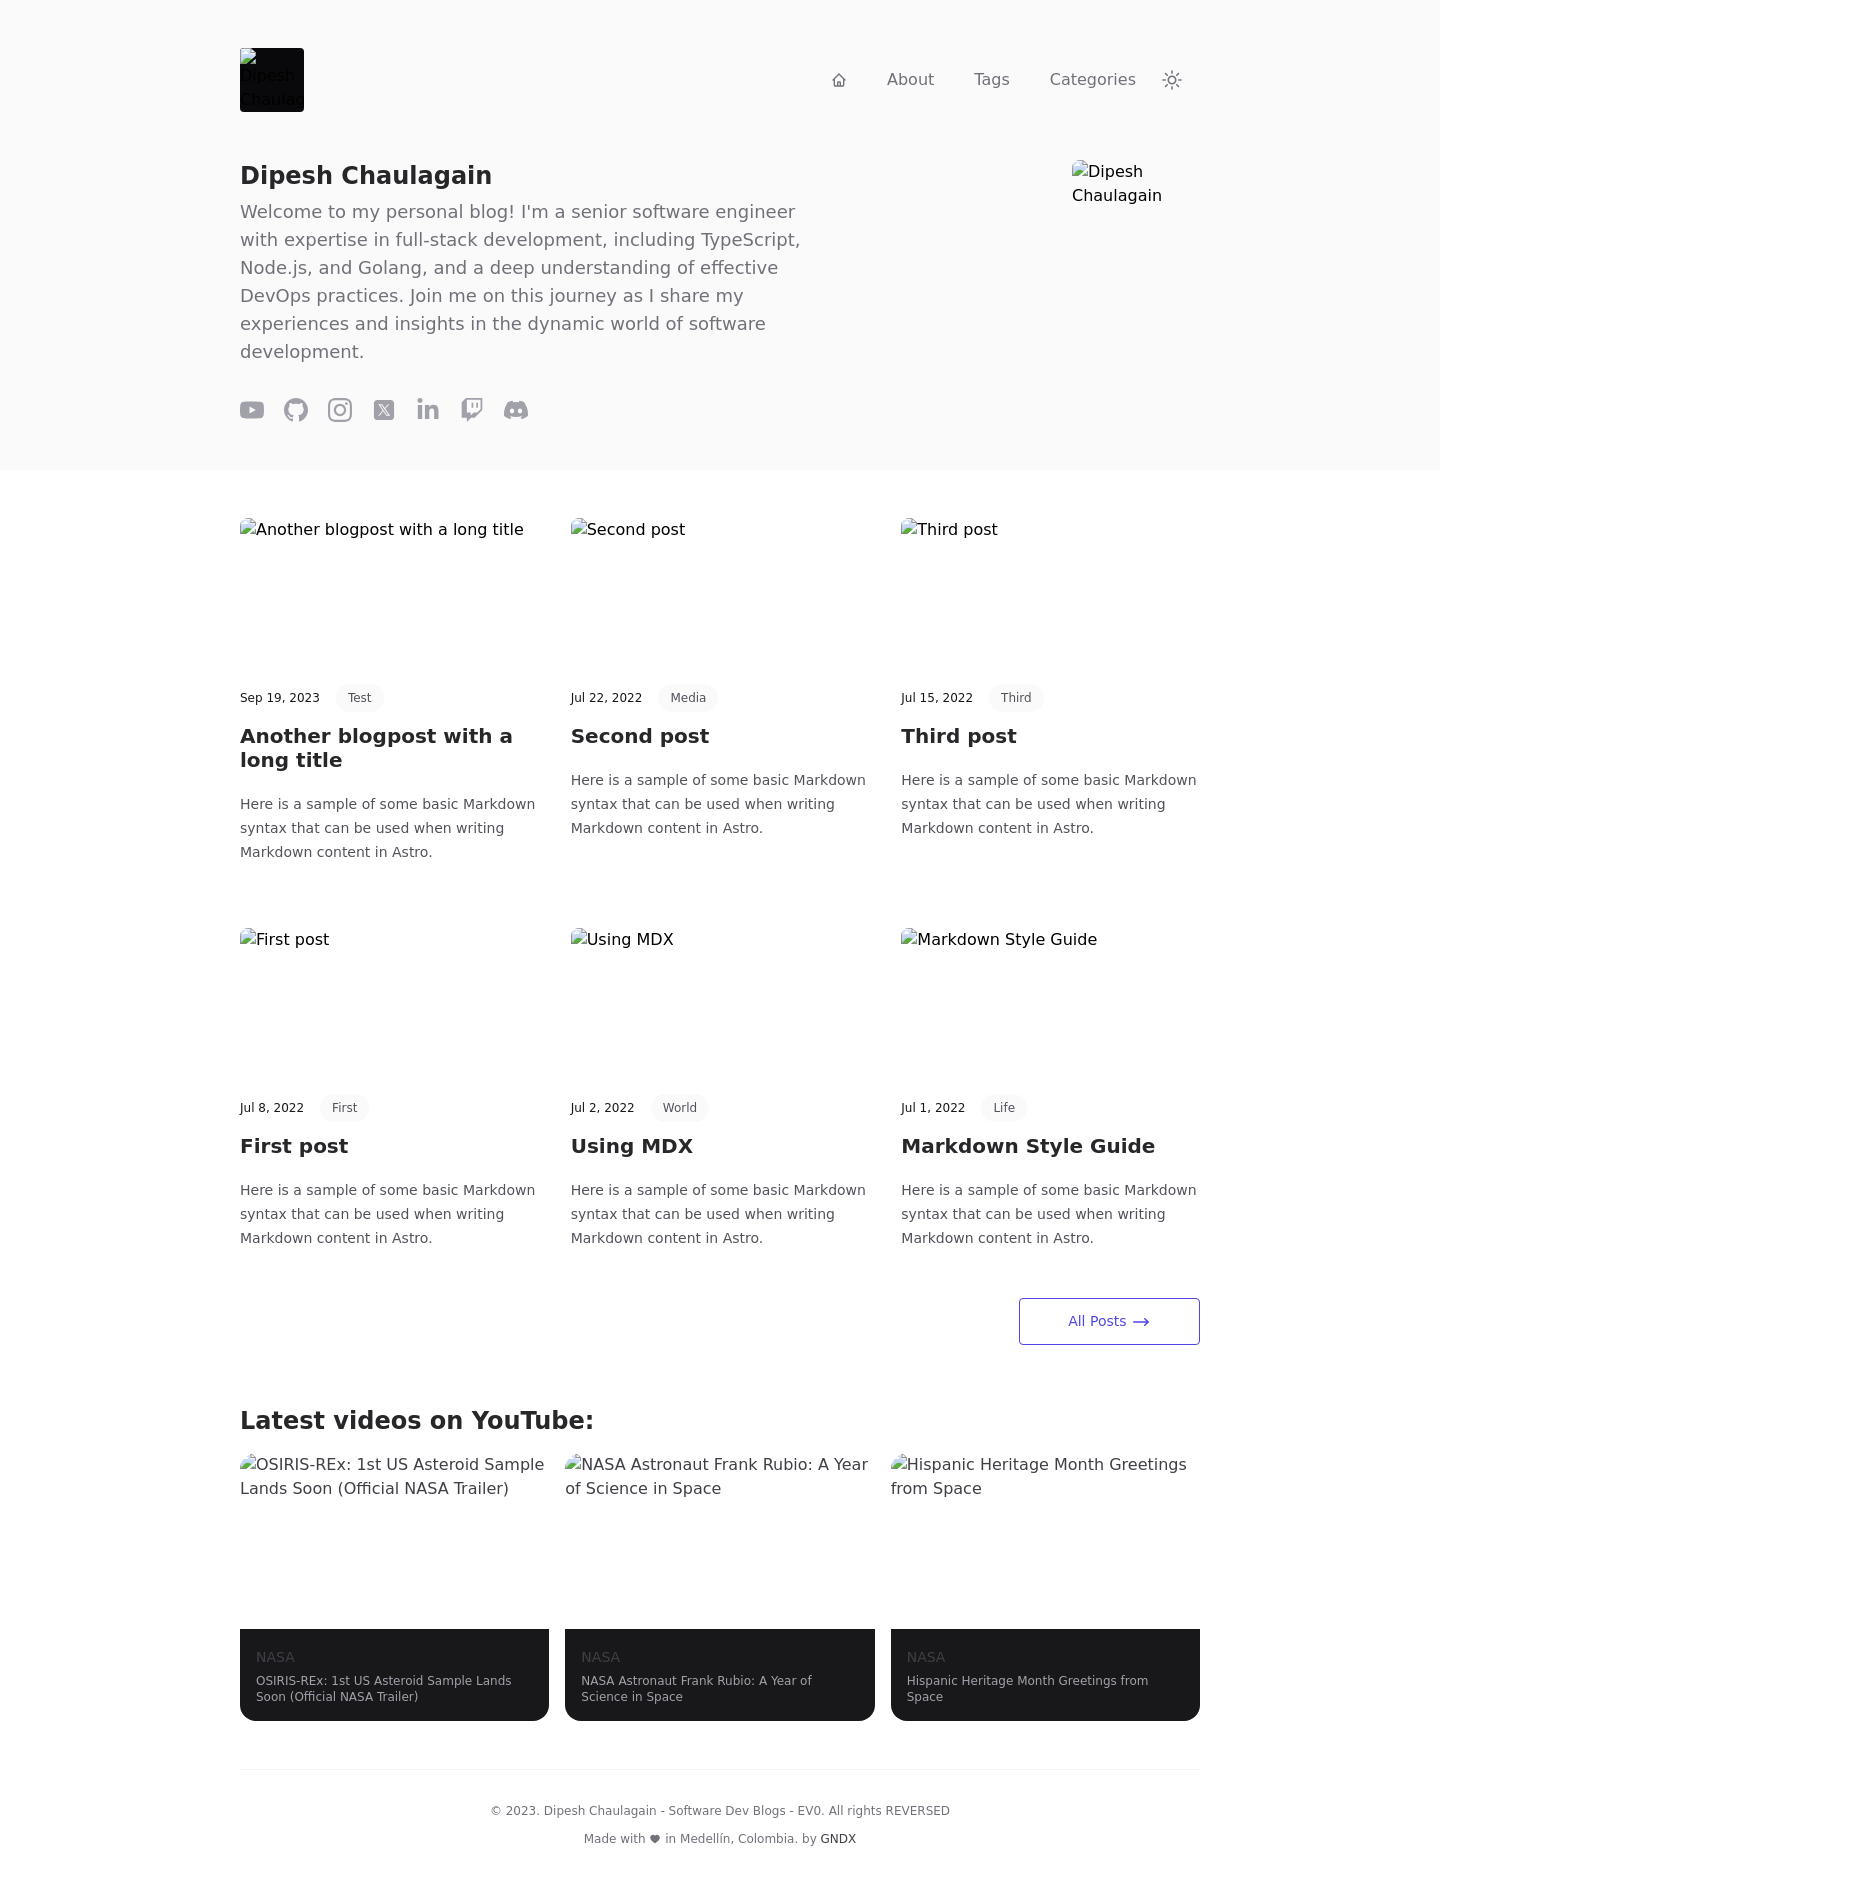 Dipesh
Chaulag
About
Tags
Categories
Dipesh Chaulagain
Dipesh
Chaulagain
Welcome to my personal blog! I'm a senior software engineer
with expertise in full-stack development, including TypeScript,
Node.js, and Golang, and a deep understanding of effective
DevOps practices. Join me on this journey as I share my
experiences and insights in the dynamic world of software
development.
Another blogpost with a long title
Second post
Third post
Sep 19, 2023 Test
Another blogpost with a
long title
Here is a sample of some basic Markdown
syntax that can be used when writing
Markdown content in Astro.
Jul 22, 2022 Media
Second post
Here is a sample of some basic Markdown
syntax that can be used when writing
Markdown content in Astro.
Jul 15, 2022 Third
Third post
Here is a sample of some basic Markdown
syntax that can be used when writing
Markdown content in Astro.
First post
Using MDX
Markdown Style Guide
Jul 8, 2022 First
First post
Here is a sample of some basic Markdown
syntax that can be used when writing
Markdown content in Astro.
Jul 2, 2022 World
Using MDX
Here is a sample of some basic Markdown
syntax that can be used when writing
Markdown content in Astro.
Jul 1, 2022 Life
Markdown Style Guide
Here is a sample of some basic Markdown
syntax that can be used when writing
Markdown content in Astro.
All Posts
Latest videos on YouTube:
OSIRIS-REx: 1st US Asteroid Sample
Lands Soon (Official NASA Trailer)
NASA
OSIRIS-REx: 1st US Asteroid Sample Lands
Soon (Official NASA Trailer)
NASA Astronaut Frank Rubio: A Year
of Science in Space
NASA
NASA Astronaut Frank Rubio: A Year of
Science in Space
Hispanic Heritage Month Greetings
from Space
NASA
Hispanic Heritage Month Greetings from
Space
© 2023. Dipesh Chaulagain - Software Dev Blogs - EV0. All rights REVERSED
Made with ♥ in Medellín, Colombia. by GNDX